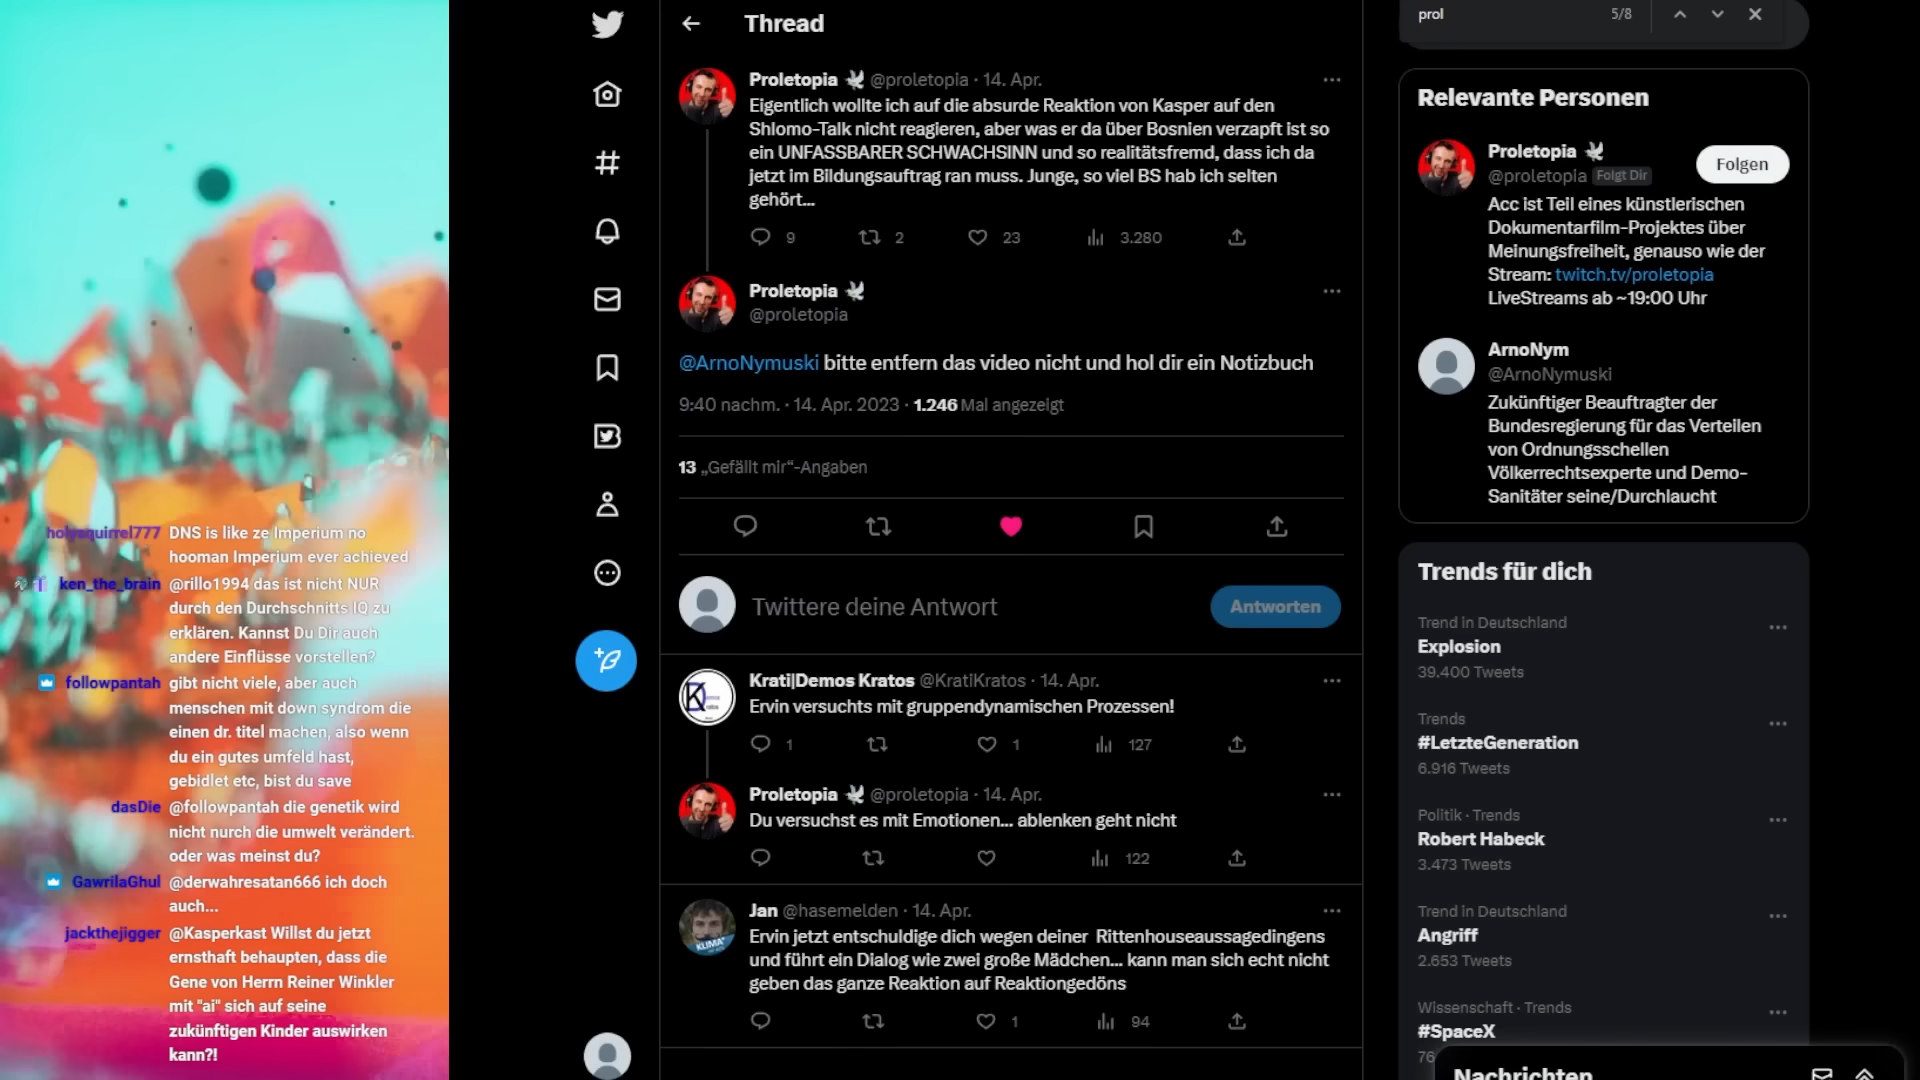 holysquirrel777 DNS is like ze Imperium no
hooman Imperium ever achieved
ken_the_brain @rillo1994 das ist nicht NUR
durch den Durchschnitts IQ zu
erklären. Kannst Du Dir auch
andere Einflüsse vorstellen?
followpantah gibt nicht viele, aber auch
menschen mit down syndrom die
einen dr. titel machen, also wenn
du ein gutes umfeld hast,
gebidlet etc, bist du save
dasDie @followpantah die genetik wird
nicht nurch die umwelt verändert.
oder was meinst du?
GawrilaGhul @derwahresatan666 ich doch
auch...
jackthejigger @Kasperkast Willst du jetzt
ernsthaft behaupten, dass die
Gene von Herrn Reiner Winkler
mit "ai" sich auf seine
zukünftigen Kinder auswirken
kann?!
Thread
Proletopia @proletopia · 14. Apr.
Eigentlich wollte ich auf die absurde Reaktion von Kasper auf den
Shlomo-Talk nicht reagieren, aber was er da über Bosnien verzapft ist so
ein UNFASSBARER SCHWACHSINN und so realitätsfremd, dass ich da
jetzt im Bildungsauftrag ran muss. Junge, so viel BS hab ich selten
gehört...
9 2 23 3.280
Proletopia
@proletopia
@ArnoNymuski bitte entfern das video nicht und hol dir ein Notizbuch
9:40 nachm. · 14. Apr. 2023 · 1.246 Mal angezeigt
13 „Gefällt mir“-Angaben
Twittere deine Antwort
Antworten
Krati|Demos Kratos @KratiKratos · 14. Apr.
Ervin versuchts mit gruppendynamischen Prozessen!
1 1 127
Proletopia @proletopia · 14. Apr.
Du versuchst es mit Emotionen... ablenken geht nicht
122
KLIMA
Jan @hasemelden · 14. Apr.
Ervin jetzt entschuldige dich wegen deiner Rittenhouseaussagedingens
und führt ein Dialog wie zwei große Mädchen... kann man sich echt nicht
geben das ganze Reaktion auf Reaktiongedöns
1 94
prol 5/8
Relevante Personen
Proletopia
@proletopia Folgt Dir
Folgen
Acc ist Teil eines künstlerischen
Dokumentarfilm-Projektes über
Meinungsfreiheit, genauso wie der
Stream: twitch.tv/proletopia
LiveStreams ab ~19:00 Uhr
ArnoNym
@ArnoNymuski
Zukünftiger Beauftragter der
Bundesregierung für das Verteilen
von Ordnungsschellen
Völkerrechtsexperte und Demo-
Sanitäter seine/Durchlaucht
Trends für dich
Trend in Deutschland
Explosion
39.400 Tweets
Trends
#LetzteGeneration
6.916 Tweets
Politik · Trends
Robert Habeck
3.473 Tweets
Trend in Deutschland
Angriff
2.653 Tweets
Wissenschaft · Trends
#SpaceX
76
Nachrichten